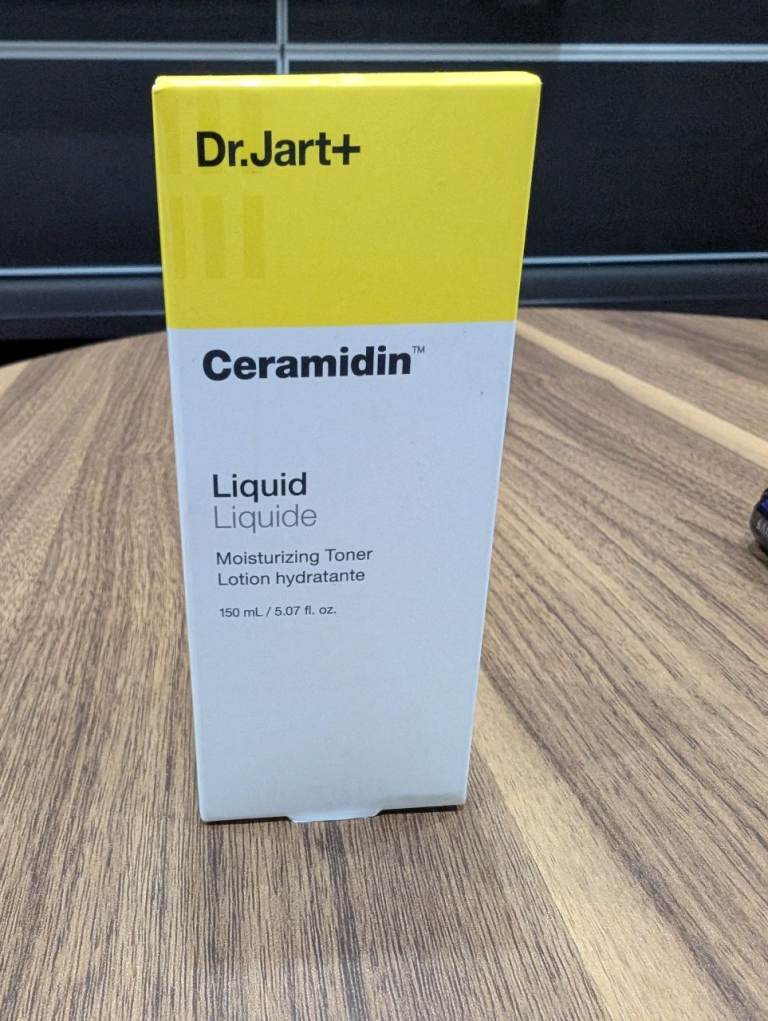 Dr.Jart+
Ceramidin™
Liquid
Liquide
Moisturizing Toner
Lotion hydratante
150 mL / 5.07 fl. oz.